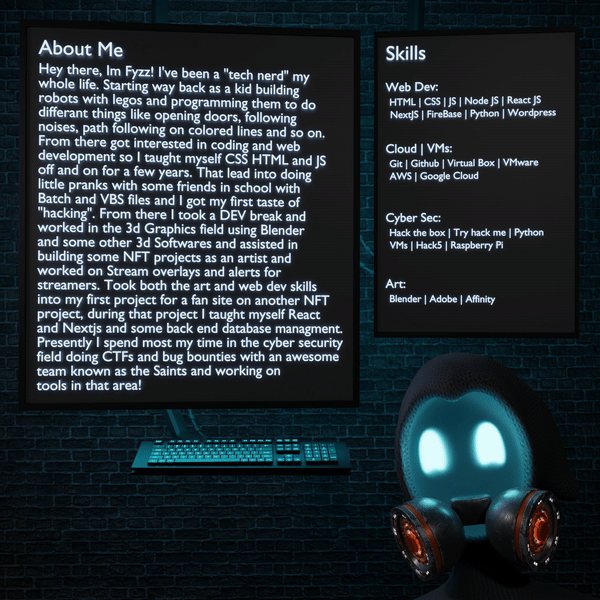 About Me
Hey there, Im Fyzz! I've been a "tech nerd" my
whole life. Starting way back as a kid building
robots with legos and programming them to do
different things like opening doors, following
noises, path following on colored lines and so on.
From there got interested in coding and web
development so I taught myself CSS HTML and JS
off and on for a few years. That lead into doing
little pranks with some friends in school with
Batch and VBS files and I got my first taste of
"hacking". From there I took a DEV break and
worked in the 3d Graphics field using Blender
and some other 3d Softwares and assisted in
building some NFT projects as an artist and
worked on Stream overlays and alerts for
streamers. Took both the art and web dev skills
into my first project for a fan site on another NFT
project, during that project I taught myself React
and Nextjs and some back end database managment.
Presently I spend most my time in the cyber security
field doing CTFs and bug bounties with an awesome
team known as the Saints and working on
tools in that area!
Skills
Web Dev:
HTML | CSS | JS | Node JS | React JS
NextJS | FireBase | Python | Wordpress
Cloud | VMs:
Git | Github | Virtual Box | VMware
AWS | Google Cloud
Cyber Sec:
Hack the box | Try hack me | Python
VMs | Hack5 | Raspberry Pi
Art:
Blender | Adobe | Affinity